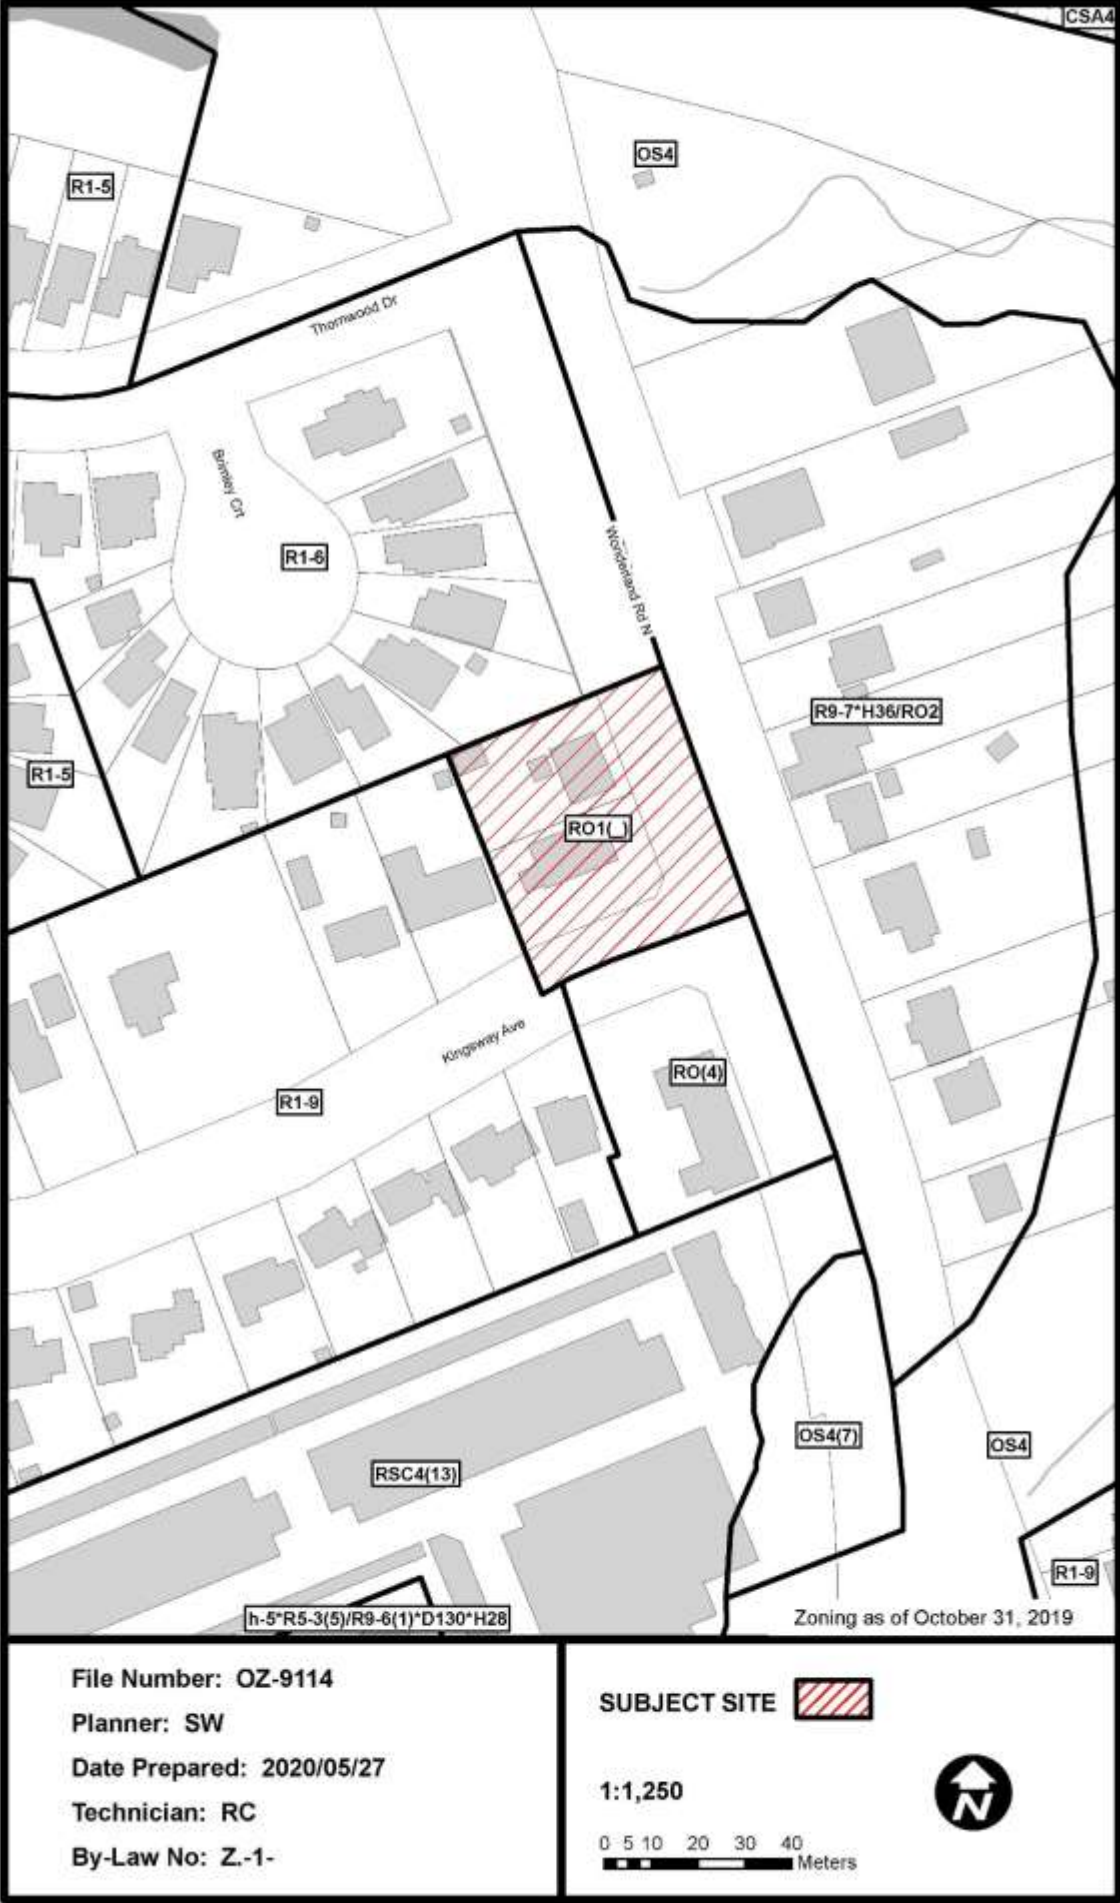 CSA4
OS4
R1-5
Thornwood Dr
Brimley Crt
R1-6
Wonderland Rd N
R9-7*H36/RO2
R1-5
RO1(_)
Kingsway Ave
RO(4)
R1-9
OS4(7)
OS4
RSC4(13)
R1-9
h-5*R5-3(5)/R9-6(1)*D130*H28
Zoning as of October 31, 2019
File Number: OZ-9114
Planner: SW
Date Prepared: 2020/05/27
Technician: RC
By-Law No: Z.-1-
SUBJECT SITE
1:1,250
N
0 5 10 20 30 40
Meters